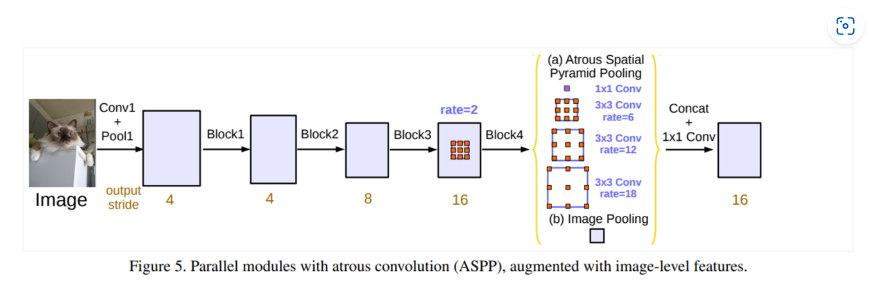 Image
Conv1
+
Pool1
output
stride
4
Block1
4
Block2
8
Block3
rate=2
16
Block4
(a) Atrous Spatial
Pyramid Pooling
1x1 Conv
3x3 Conv
rate=6
3x3 Conv
rate=12
3x3 Conv
rate=18
(b) Image Pooling
Concat
+
1x1 Conv
16
Figure 5. Parallel modules with atrous convolution (ASPP), augmented with image-level features.